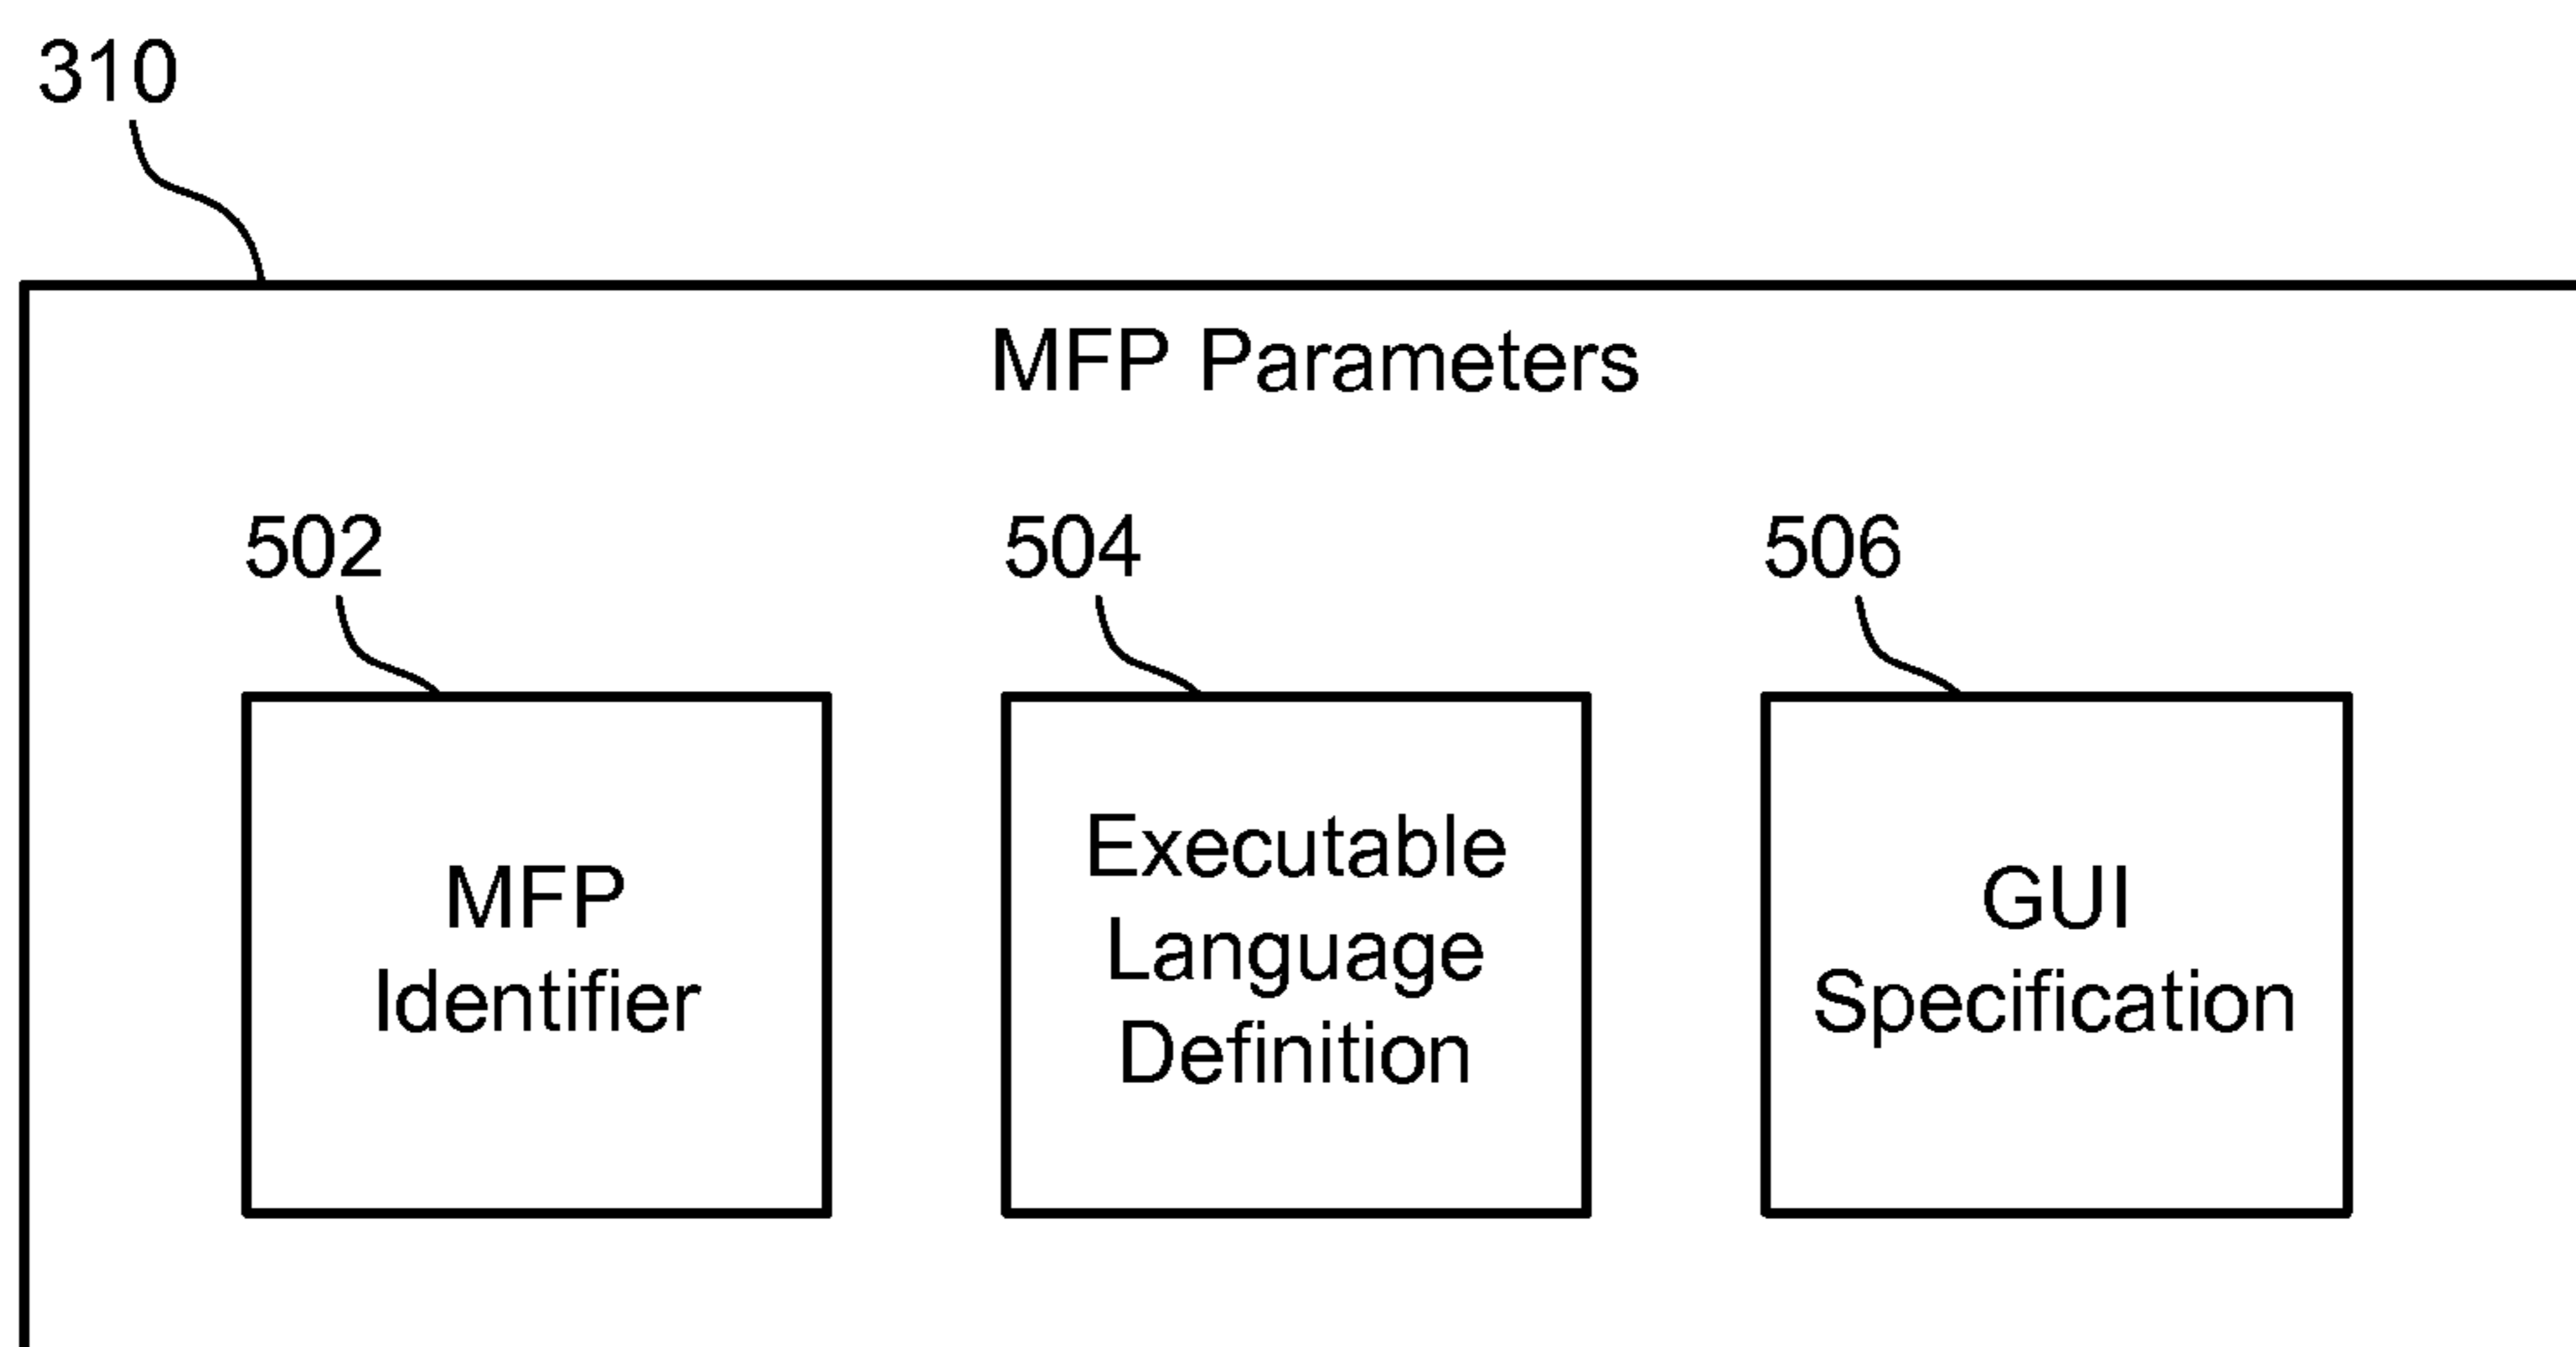 310
MFP Parameters
502
504
506
MFP
Identifier
Executable
Language
Definition
GUI
Specification